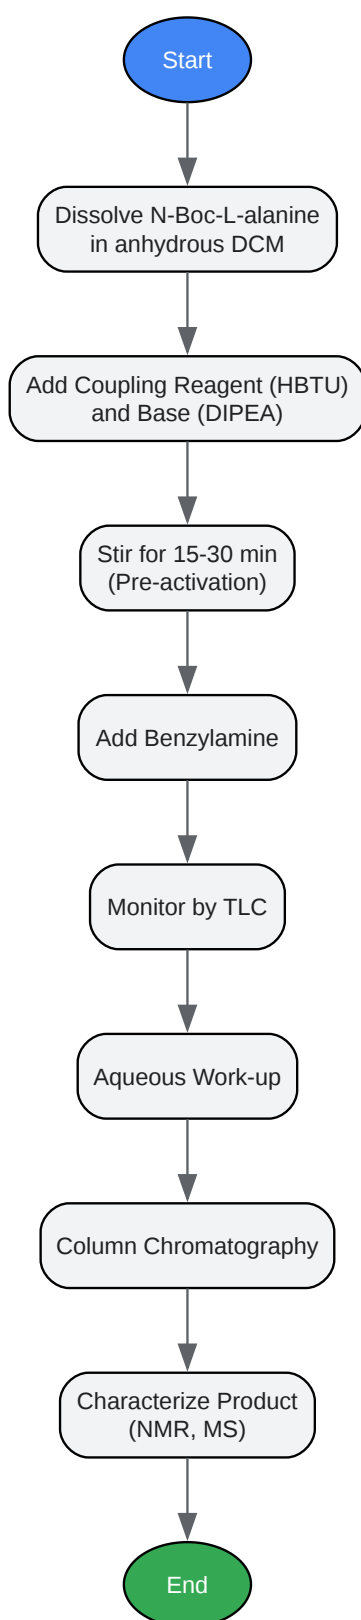 Start
Dissolve N-Boc-L-alanine
in anhydrous DCM
Add Coupling Reagent (HBTU)
and Base (DIPEA)
Stir for 15-30 min
(Pre-activation)
Add Benzylamine
Monitor by TLC
Aqueous Work-up
Column Chromatography
Characterize Product
(NMR, MS)
End